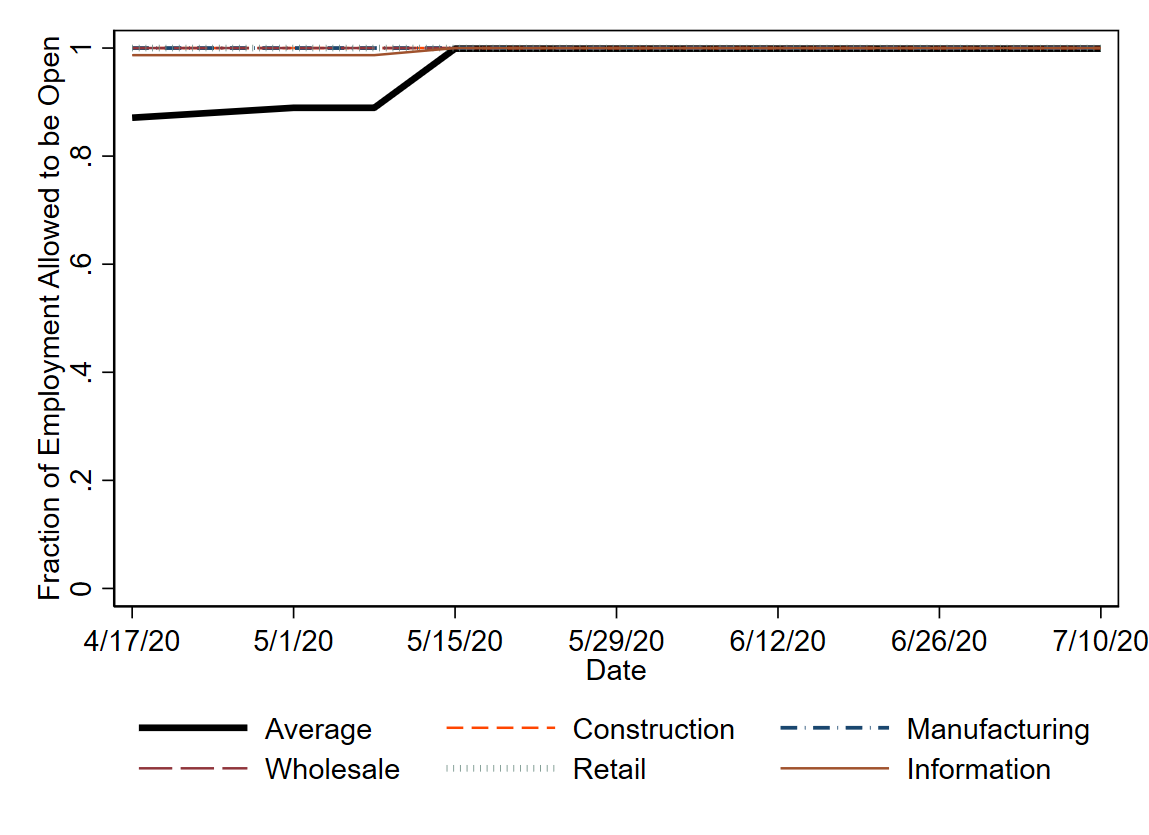 Fraction of Employment Allowed to be Open
1
.8
.6
.4
.2
0
4/17/20 5/1/20 5/15/20 5/29/20 6/12/20 6/26/20 7/10/20
Date
Average Construction Manufacturing
Wholesale Retail Information